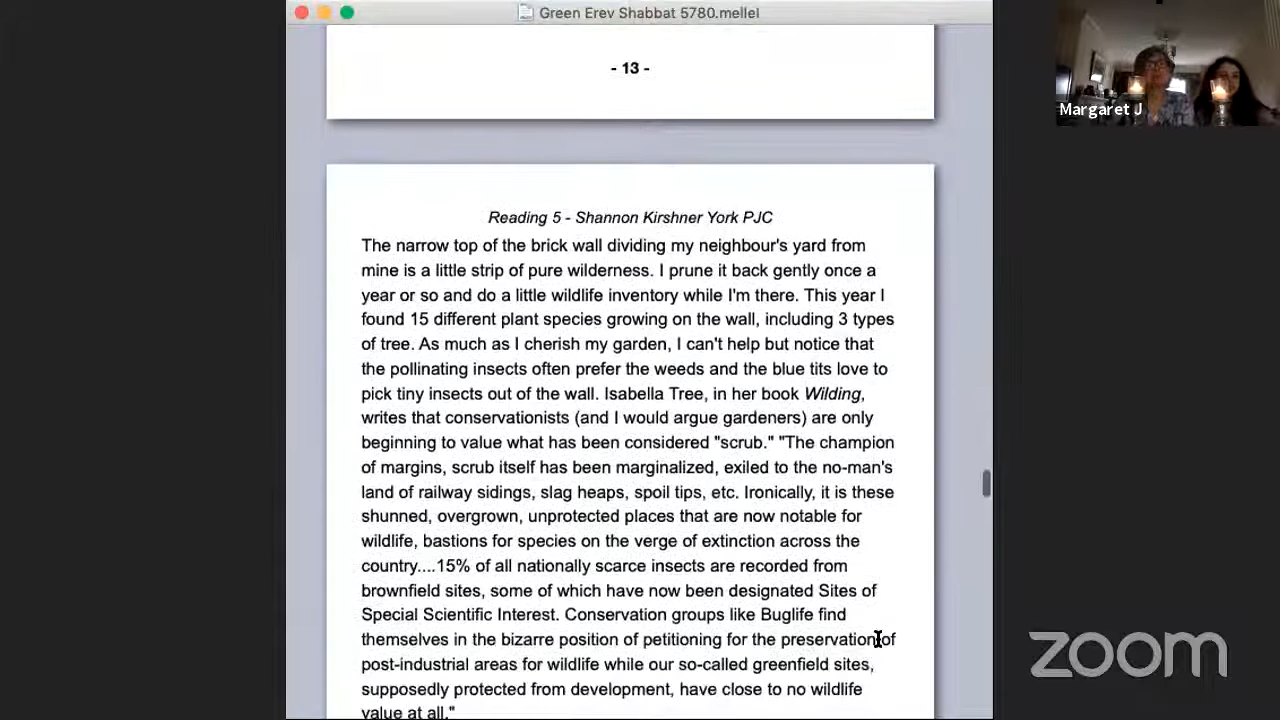 Green Erev Shabbat 5780.mellel
- 13 -
Margaret J
Reading 5 - Shannon Kirshner York PJC
The narrow top of the brick wall dividing my neighbour's yard from
mine is a little strip of pure wilderness. I prune it back gently once a
year or so and do a little wildlife inventory while I'm there. This year I
found 15 different plant species growing on the wall, including 3 types
of tree. As much as I cherish my garden, I can't help but notice that
the pollinating insects often prefer the weeds and the blue tits love to
pick tiny insects out of the wall. Isabella Tree, in her book Wilding,
writes that conservationists (and I would argue gardeners) are only
beginning to value what has been considered "scrub." "The champion
of margins, scrub itself has been marginalized, exiled to the no-man's
land of railway sidings, slag heaps, spoil tips, etc. Ironically, it is these
shunned, overgrown, unprotected places that are now notable for
wildlife, bastions for species on the verge of extinction across the
country....15% of all nationally scarce insects are recorded from
brownfield sites, some of which have now been designated Sites of
Special Scientific Interest. Conservation groups like Buglife find
themselves in the bizarre position of petitioning for the preservation of
post-industrial areas for wildlife while our so-called greenfield sites,
supposedly protected from development, have close to no wildlife
value at all."
zoom